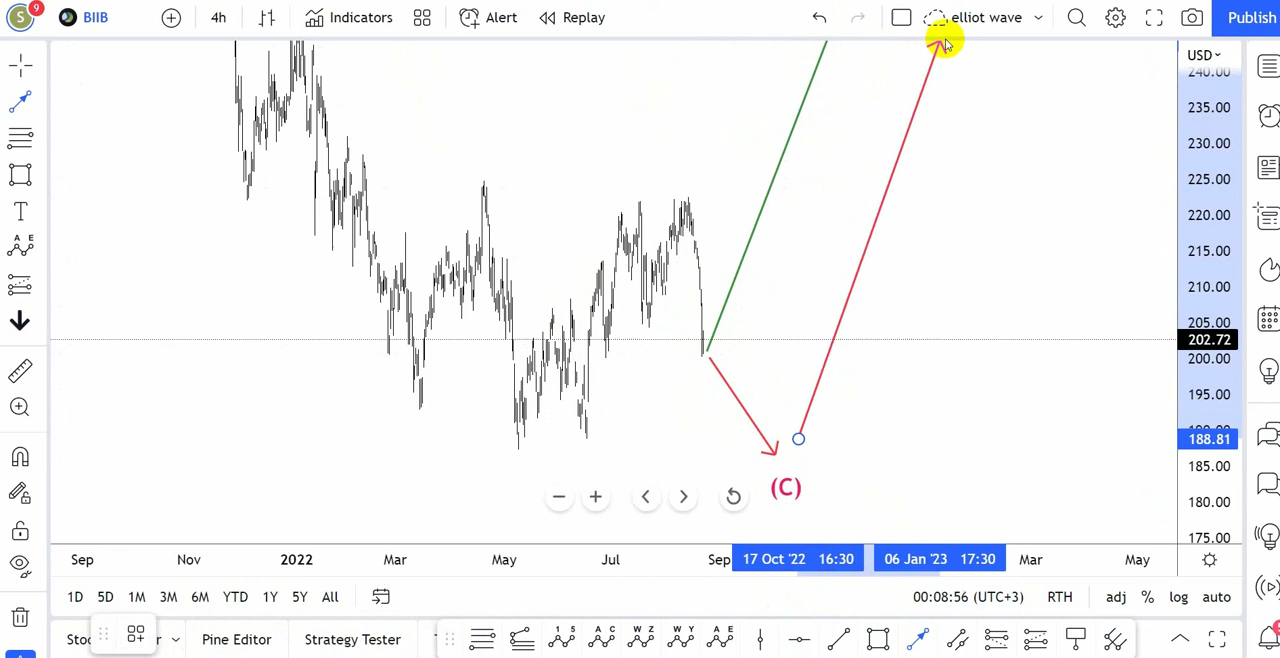 S 9 BIIB 4h Indicators Alert Replay elliot wave Publish
USD
240.00
235.00
230.00
225.00
220.00
215.00
210.00
205.00
202.72
200.00
195.00
190.00
188.81
185.00
(C)
180.00
175.00
Sep Nov 2022 Mar May Jul Sep 17 Oct '22 16:30 06 Jan '23 17:30 Mar May
1D 5D 1M 3M 6M YTD 1Y 5Y All 00:08:56 (UTC+3) RTH adj % log auto
Stoc Pine Editor Strategy Tester